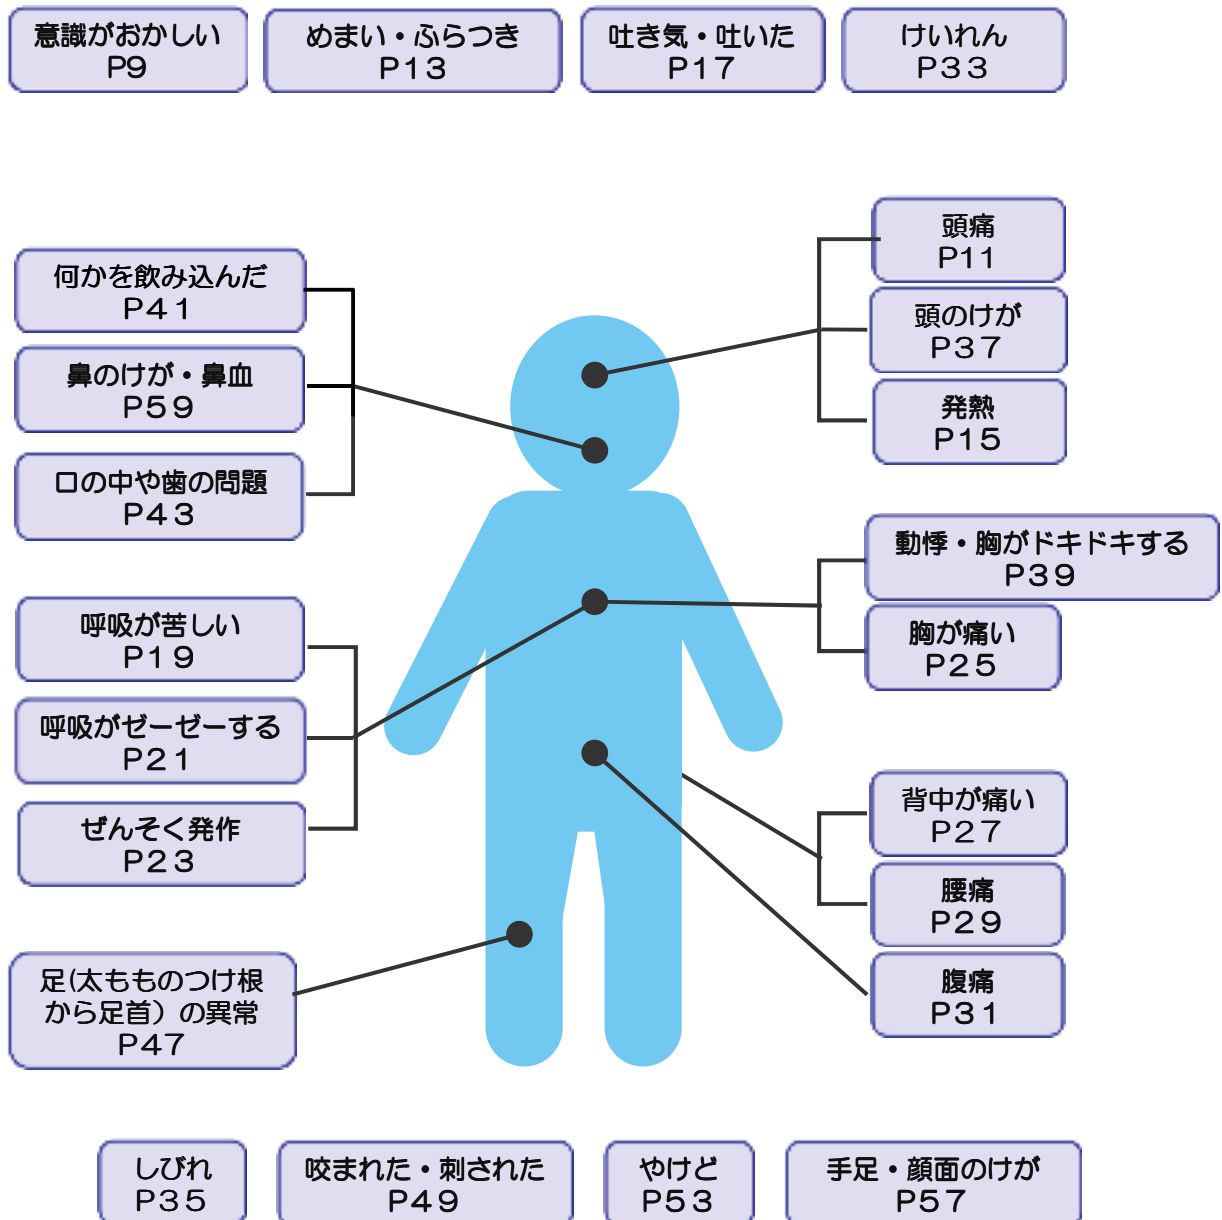 意識がおかしい
P9
めまい・ふらつき
P13
吐き気・吐いた
P17
けいれん
P33
何かを飲み込んだ
P41
鼻のけが・鼻血
P59
口の中や歯の問題
P43
呼吸が苦しい
P19
呼吸がゼーゼーする
P21
ぜんそく発作
P23
足(太もものつけ根
から足首）の異常
P47
頭痛
P11
頭のけが
P37
発熱
P15
動悸・胸がドキドキする
P39
胸が痛い
P25
背中が痛い
P27
腰痛
P29
腹痛
P31
しびれ
P35
咬まれた・刺された
P49
やけど
P53
手足・顔面のけが
P57